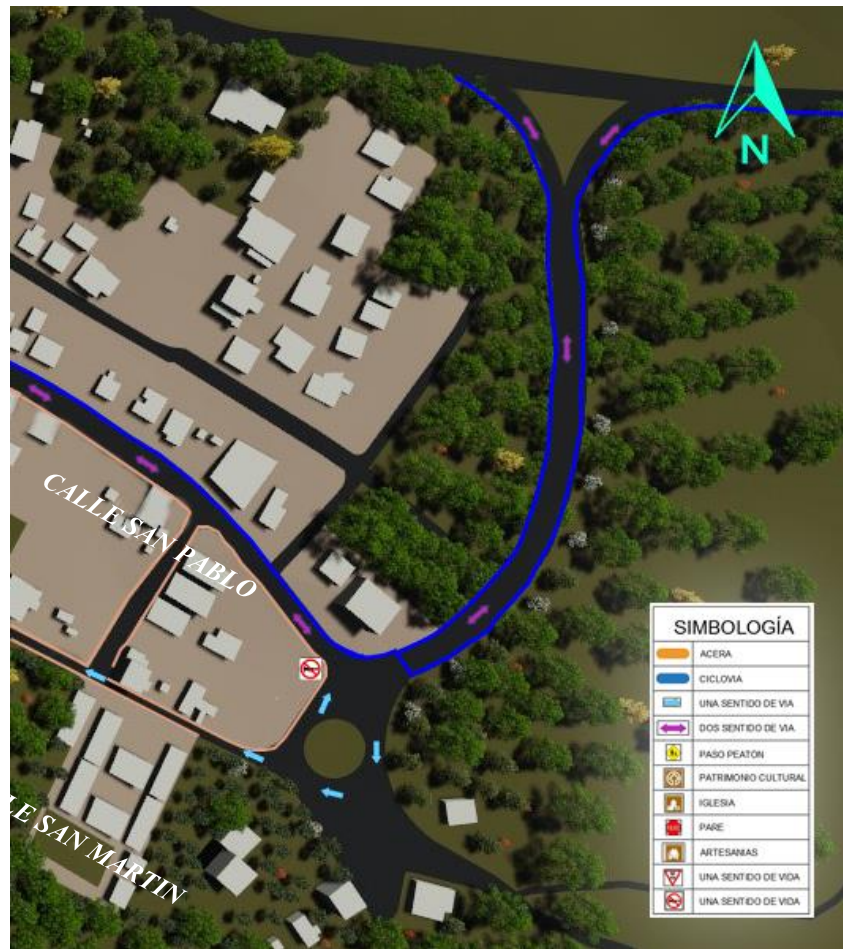 N
CALLE SAN PABLO
LE SAN MARTIN
SIMBOLOGÍA
ACERA
CICLOVIA
UNA SENTIDO DE VIA
DOS SENTIDO DE VIA
PASO PEATÓN
PATRIMONIO CULTURAL
IGLESIA
PARE
ARTESANIAS
UNA SENTIDO DE VIDA
UNA SENTIDO DE VIDA